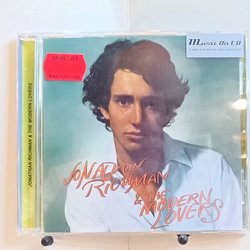 JONATHAN RICHMAN & THE MODERN LOVERS
Music On CD
JONATHAN
RICHMAN
& THE
MODERN
LOVERS